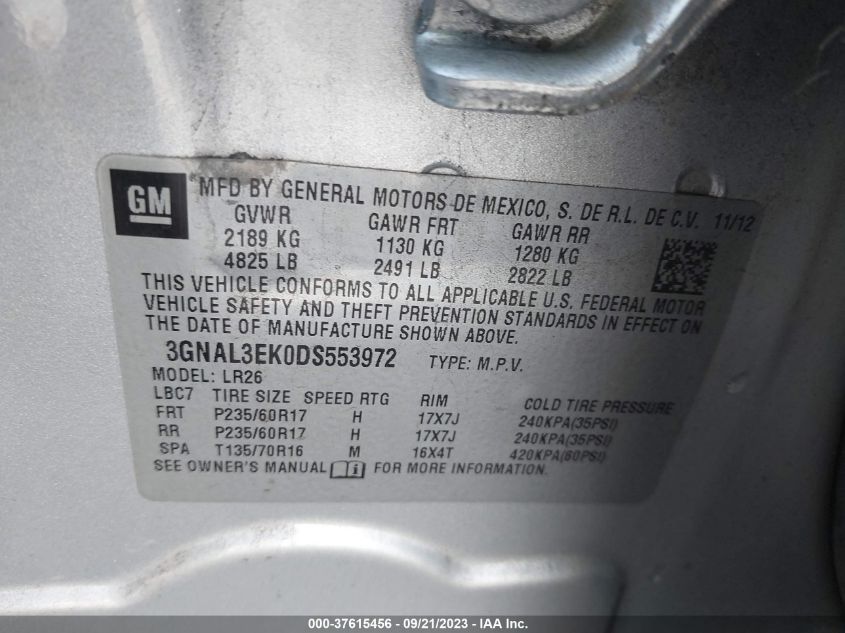 GM
MFD BY GENERAL MOTORS DE MEXICO, S. DE R.L. DE C.V. 11/12
GVWR GAWR FRT GAWR RR
2189 KG 1130 KG 1280 KG
4825 LB 2491 LB 2822 LB
THIS VEHICLE CONFORMS TO ALL APPLICABLE U.S. FEDERAL MOTOR
VEHICLE SAFETY AND THEFT PREVENTION STANDARDS IN EFFECT ON
THE DATE OF MANUFACTURE SHOWN ABOVE.
3GNAL3EK0DS553972 TYPE: M.P.V.
MODEL: LR26
LBC7 TIRE SIZE SPEED RTG RIM COLD TIRE PRESSURE
FRT P235/60R17 H 17X7J 240KPA(35PSI)
RR P235/60R17 H 17X7J 240KPA(35PSI)
SPA T135/70R16 M 16X4T 420KPA(60PSI)
SEE OWNER'S MANUAL i FOR MORE INFORMATION.
000-37615456 - 09/21/2023 - IAA Inc.